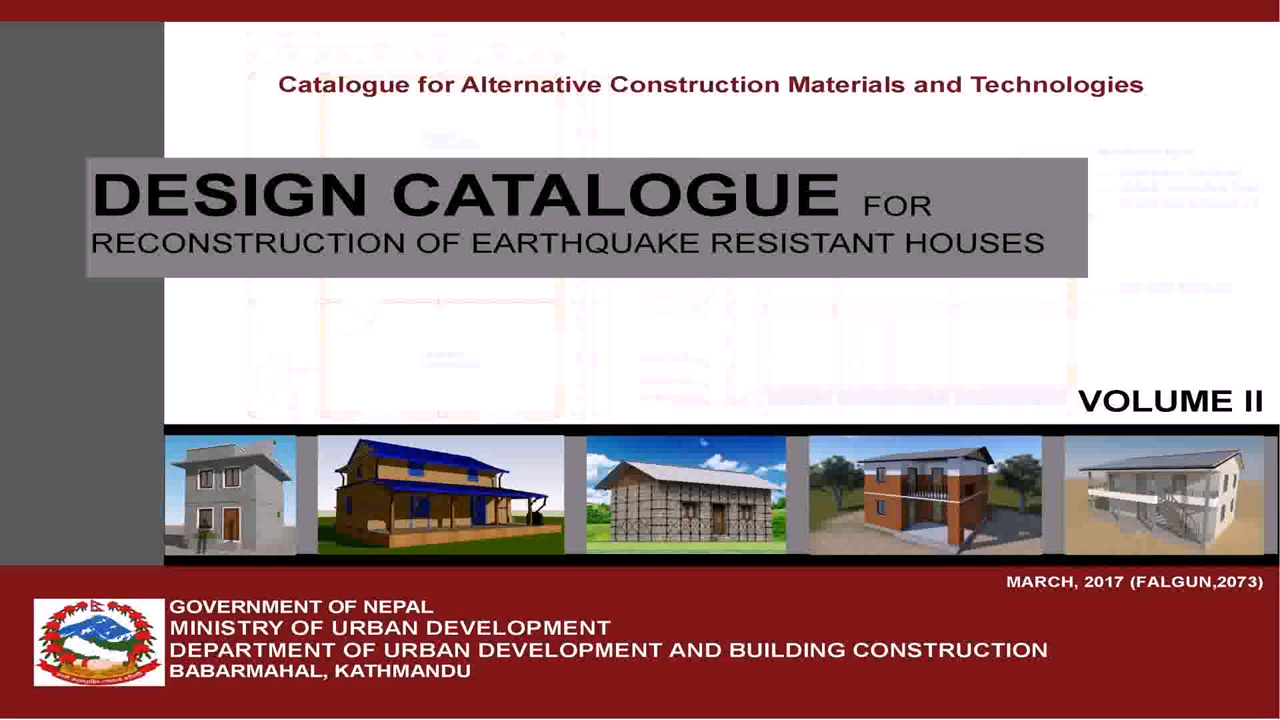 Catalogue for Alternative Construction Materials and Technologies
DESIGN CATALOGUE FOR
RECONSTRUCTION OF EARTHQUAKE RESISTANT HOUSES
VOLUME II
MARCH, 2017 (FALGUN,2073)
GOVERNMENT OF NEPAL
MINISTRY OF URBAN DEVELOPMENT
DEPARTMENT OF URBAN DEVELOPMENT AND BUILDING CONSTRUCTION
BABARMAHAL, KATHMANDU